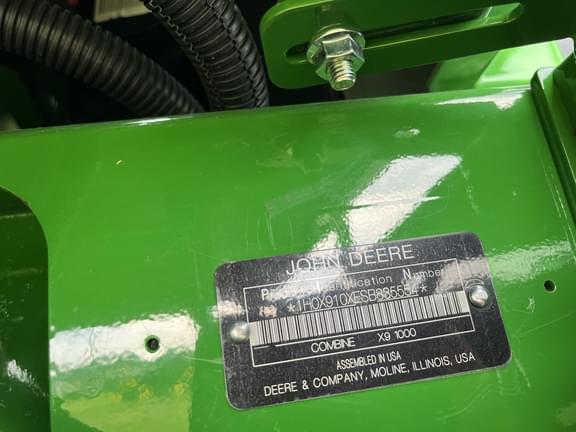 JOHN DEERE
Product Identification Number
*1H0X910XESB835554*
COMBINE X9 1000
ASSEMBLED IN USA
DEERE & COMPANY, MOLINE, ILLINOIS, USA